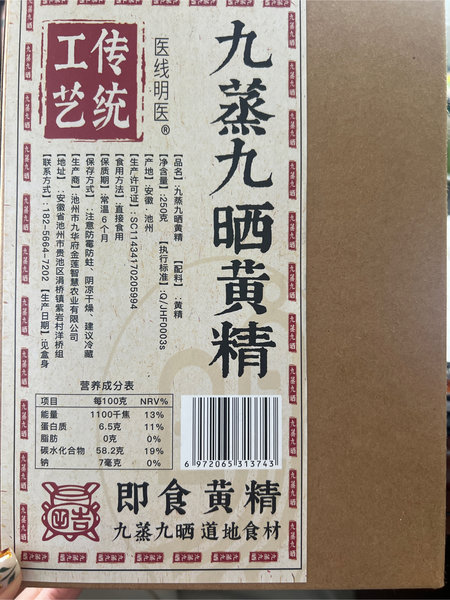 九蒸九晒黄精
医线明医®
传统
工艺
【品名】:九蒸九晒黄精 【配料】:黄精
【净含量】:250克 【执行标准】:Q/JHF0003s
【产地】:安徽 池州
【生产许可证】:SC11434170205994
【食用方法】:直接食用
【保质期】:常温6个月
【保存方式】:注意防霉防蛀、阴凉干燥、建议冷藏
【生产商】:池州市九华府金莲智慧农业有限公司
【地址】:安徽省池州市贵池区涓桥镇紫岩村洋桥组
【联系方式】:182-5664-7202 【生产日期】:见盒身
营养成分表
项目 每100克 NRV%
能量 1100千焦 13%
蛋白质 6.5克 11%
脂肪 0克 0%
碳水化合物 58.2克 19%
钠 7毫克 0%
6 972065 313743
即食黄精
九蒸九晒 道地食材